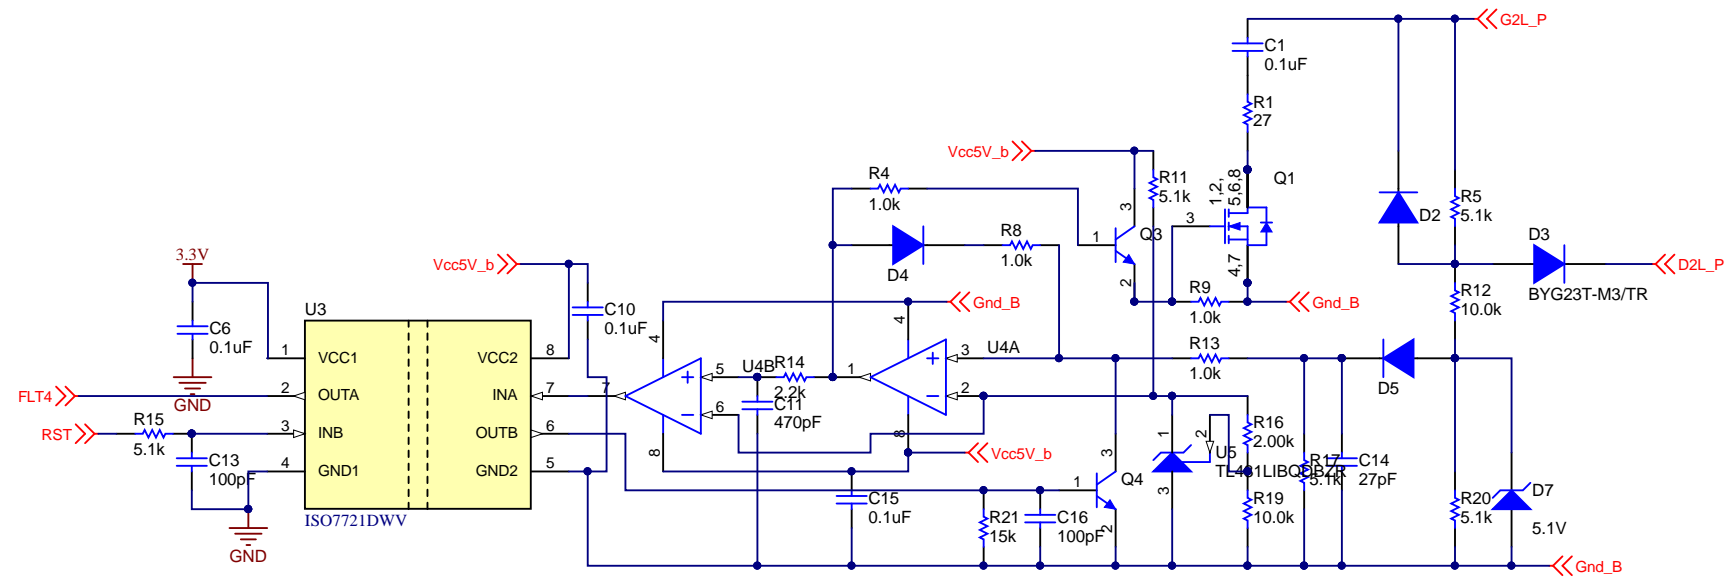 G2L_P
C1
0.1uF
R1
27
Vcc5V_b
R4
1.0k
R11
5.1k
1,2,
5,6,8
Q1
3
3
D2
R5
5.1k
R8
1.0k
D4
1
Q3
2
4,7
D3
BYG23T-M3/TR
D2L_P
3.3V
Vcc5V_b
C10
0.1uF
Gnd_B
R9
1.0k
Gnd_B
R12
10.0k
U3
C6
0.1uF
4
4
1
VCC1
VCC2
8
U4B
R14
2.2k
1
3
U4A
R13
1.0k
D5
5
+
+
FLT4
GND
2
OUTA
INA
7
7
6
2
C11
470pF
RST
R15
5.1k
3
INB
OUTB
6
8
8
Vcc5V_b
3
1
2
U5
TL431LIBQDBZR
R16
2.00k
R17
5.1k
C14
27pF
C13
100pF
4
GND1
GND2
5
ISO7721DWV
GND
C15
0.1uF
1
Q4
2
3
R21
15k
C16
100pF
R19
10.0k
R20
5.1k
D7
5.1V
Gnd_B